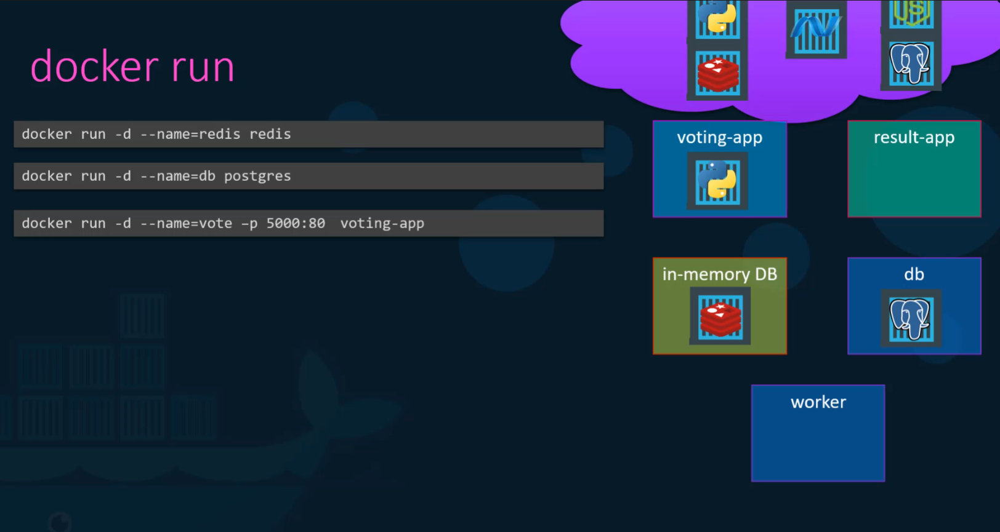 docker run
docker run -d --name=redis redis
docker run -d --name=db postgres
docker run -d --name=vote –p 5000:80  voting-app
JS
voting-app
result-app
in-memory DB
db
worker